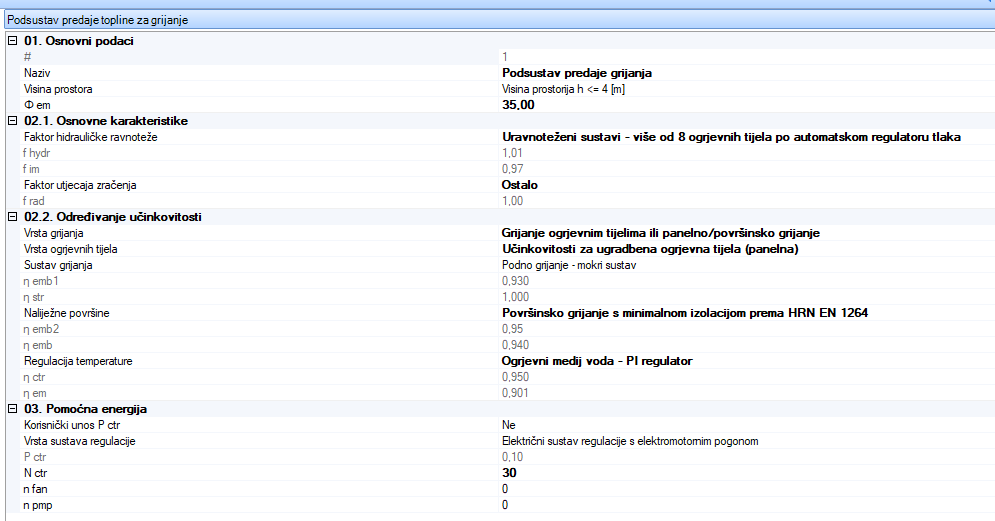 Podsustav predaje topline za grijanje
01. Osnovni podaci
# 1
Naziv Podsustav predaje grijanja
Visina prostora Visina prostorija h <= 4 [m]
Φ em 35,00
02.1. Osnovne karakteristike
Faktor hidrauličke ravnoteže Uravnoteženi sustavi - više od 8 ogrjevnih tijela po automatskom regulatoru tlaka
f hydr 1,01
f im 0,97
Faktor utjecaja zračenja Ostalo
f rad 1,00
02.2. Određivanje učinkovitosti
Vrsta grijanja Grijanje ogrjevnim tijelima ili panelno/površinsko grijanje
Vrsta ogrjevnih tijela Učinkovitosti za ugradbena ogrjevna tijela (panelna)
Sustav grijanja Podno grijanje - mokri sustav
η emb1 0,930
η str 1,000
Naliježne površine Površinsko grijanje s minimalnom izolacijom prema HRN EN 1264
η emb2 0,95
η emb 0,940
Regulacija temperature Ogrjevni medij voda - PI regulator
η ctr 0,950
η em 0,901
03. Pomoćna energija
Korisnički unos P ctr Ne
Vrsta sustava regulacije Električni sustav regulacije s elektromotornim pogonom
P ctr 0,10
N ctr 30
n fan 0
n pmp 0